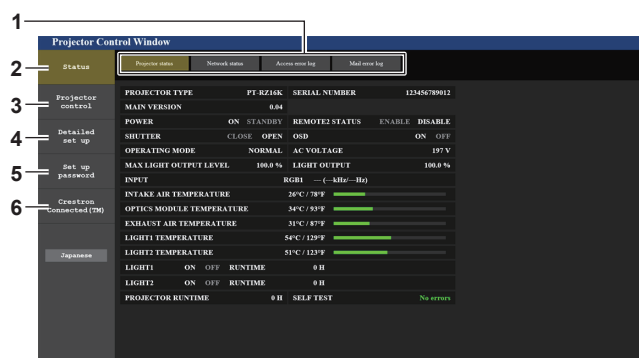 1
Projector Control Window
2
Status
Projector status Network status Access error log Mail error log
3
Projector
control
4
Detailed
set up
5
Set up
password
6
Crestron
Connected(TM)
Japanese
PROJECTOR TYPE PT-RZ16K SERIAL NUMBER 123456789012
MAIN VERSION 0.04
POWER ON STANDBY REMOTE2 STATUS ENABLE DISABLE
SHUTTER CLOSE OPEN OSD ON OFF
OPERATING MODE NORMAL AC VOLTAGE 197 V
MAX LIGHT OUTPUT LEVEL 100.0 % LIGHT OUTPUT 100.0 %
INPUT RGB1 --- (---kHz/---Hz)
INTAKE AIR TEMPERATURE 26°C / 78°F
OPTICS MODULE TEMPERATURE 34°C / 93°F
EXHAUST AIR TEMPERATURE 31°C / 87°F
LIGHT1 TEMPERATURE 54°C / 129°F
LIGHT2 TEMPERATURE 51°C / 123°F
LIGHT1 ON OFF RUNTIME 0 H
LIGHT2 ON OFF RUNTIME 0 H
PROJECTOR RUNTIME 0 H SELF TEST No errors